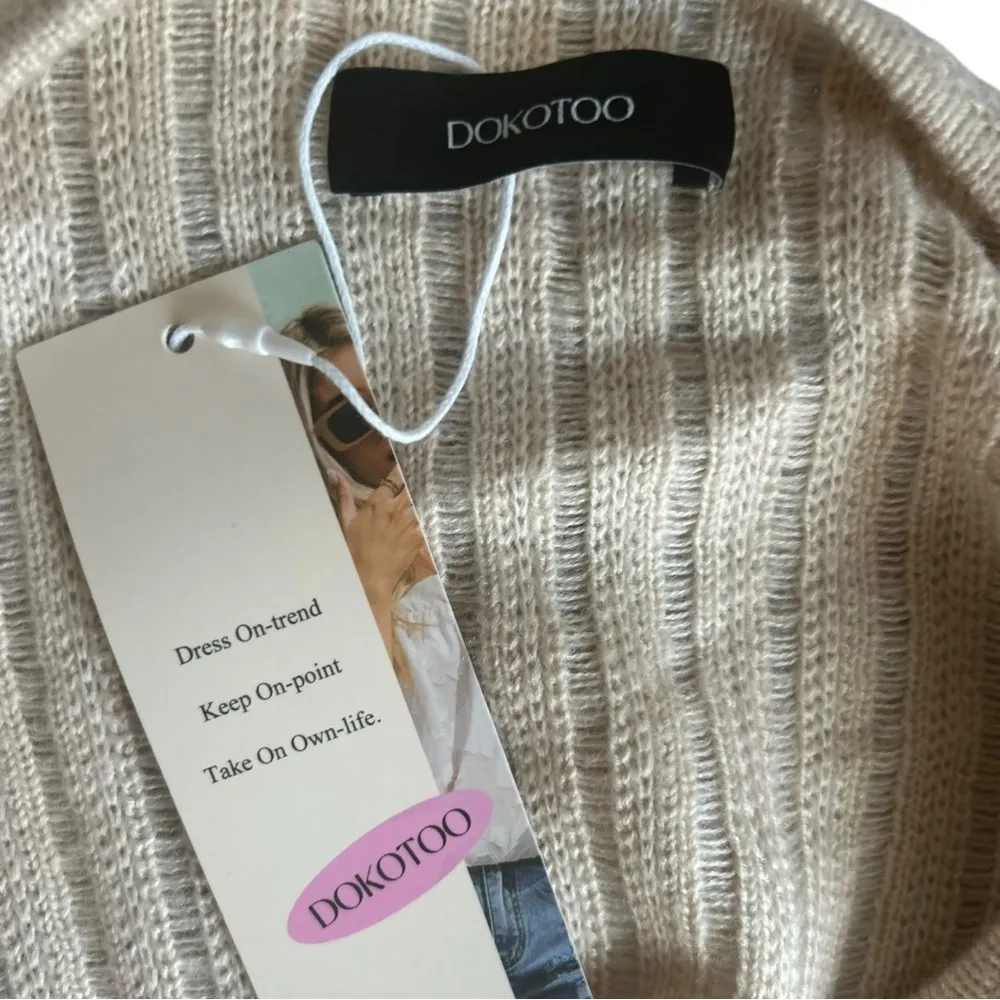 DOKOTOO
Dress On-trend
Keep On-point
Take On Own-life.
DOKOTOO